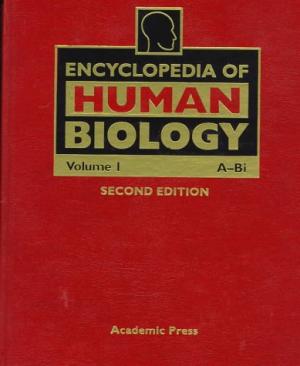 ENCYCLOPEDIA OF
HUMAN
BIOLOGY
Volume I A–Bi
SECOND EDITION
Academic Press